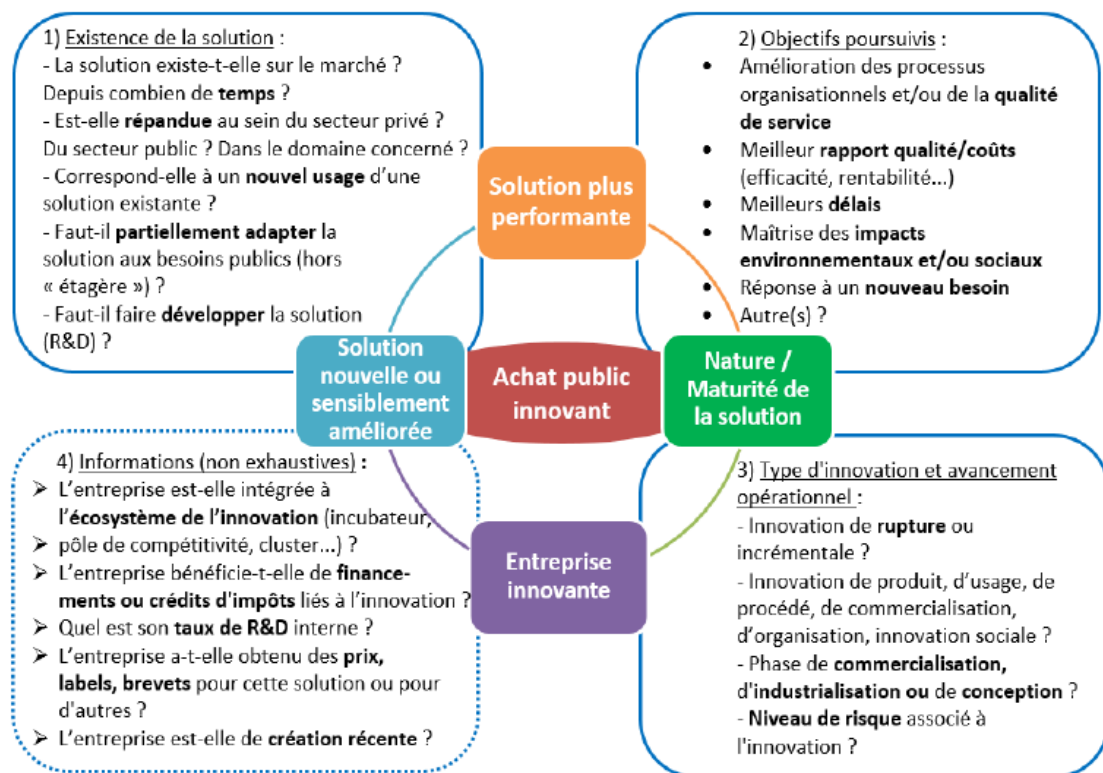 1) Existence de la solution :
- La solution existe-t-elle sur le marché ?
Depuis combien de temps ?
- Est-elle répandue au sein du secteur privé ?
Du secteur public ? Dans le domaine concerné ?
- Correspond-elle à un nouvel usage d'une
solution existante ?
- Faut-il partiellement adapter la
solution aux besoins publics (hors
« étagère ») ?
- Faut-il faire développer la solution
(R&D) ?
2) Objectifs poursuivis :
• Amélioration des processus
organisationnels et/ou de la qualité
de service
• Meilleur rapport qualité/coûts
(efficacité, rentabilité...)
• Meilleurs délais
• Maîtrise des impacts
environnementaux et/ou sociaux
• Réponse à un nouveau besoin
• Autre(s) ?
Solution plus
performante
Solution
nouvelle ou
sensiblement
améliorée
Achat public
innovant
Nature /
Maturité de
la solution
Entreprise
innovante
4) Informations (non exhaustives) :
➢ L'entreprise est-elle intégrée à
l'écosystème de l'innovation (incubateur,
➢ pôle de compétitivité, cluster...) ?
➢ L'entreprise bénéficie-t-elle de finance-
ments ou crédits d'impôts liés à l'innovation ?
➢ Quel est son taux de R&D interne ?
➢ L'entreprise a-t-elle obtenu des prix,
labels, brevets pour cette solution ou pour
d'autres ?
➢ L'entreprise est-elle de création récente ?
3) Type d'innovation et avancement
opérationnel :
- Innovation de rupture ou
incrémentale ?
- Innovation de produit, d'usage, de
procédé, de commercialisation,
d'organisation, innovation sociale ?
- Phase de commercialisation,
d'industrialisation ou de conception ?
- Niveau de risque associé à
l'innovation ?